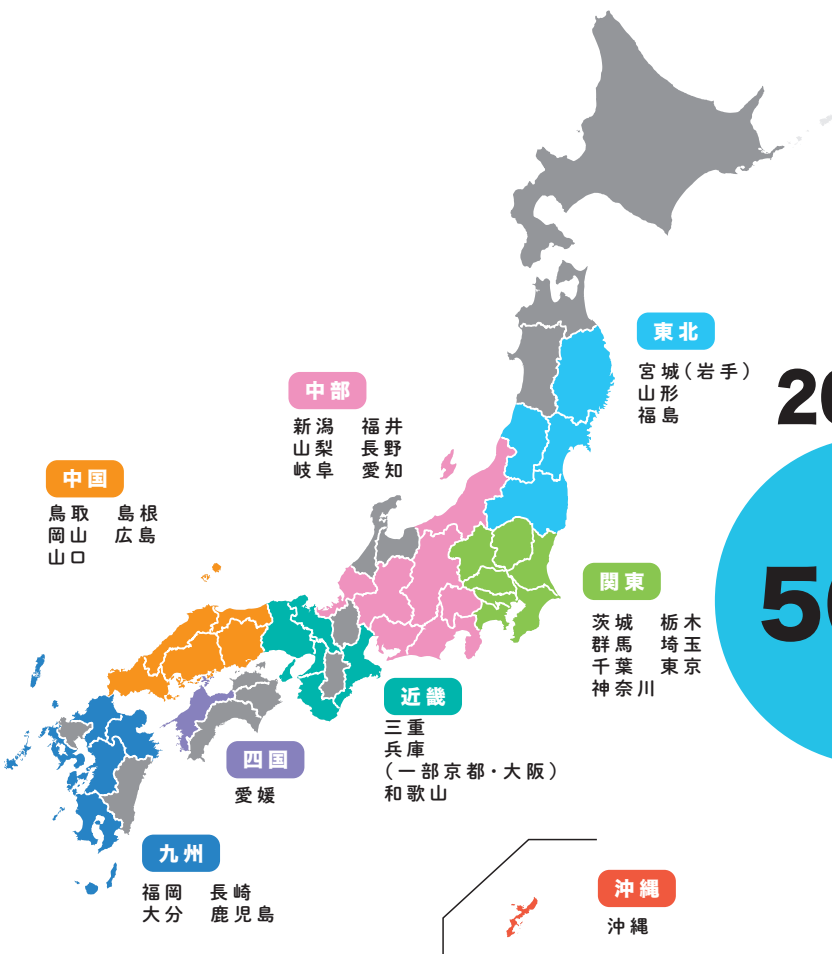 東北
宮城(岩手)
山形
福島
20
中部
新潟 福井
山梨 長野
岐阜 愛知
中国
鳥取 島根
岡山 広島
山口
関東
茨城 栃木
群馬 埼玉
千葉 東京
神奈川
50
近畿
三重
兵庫
(一部京都・大阪)
和歌山
四国
愛媛
九州
福岡 長崎
大分 鹿児島
沖縄
沖縄